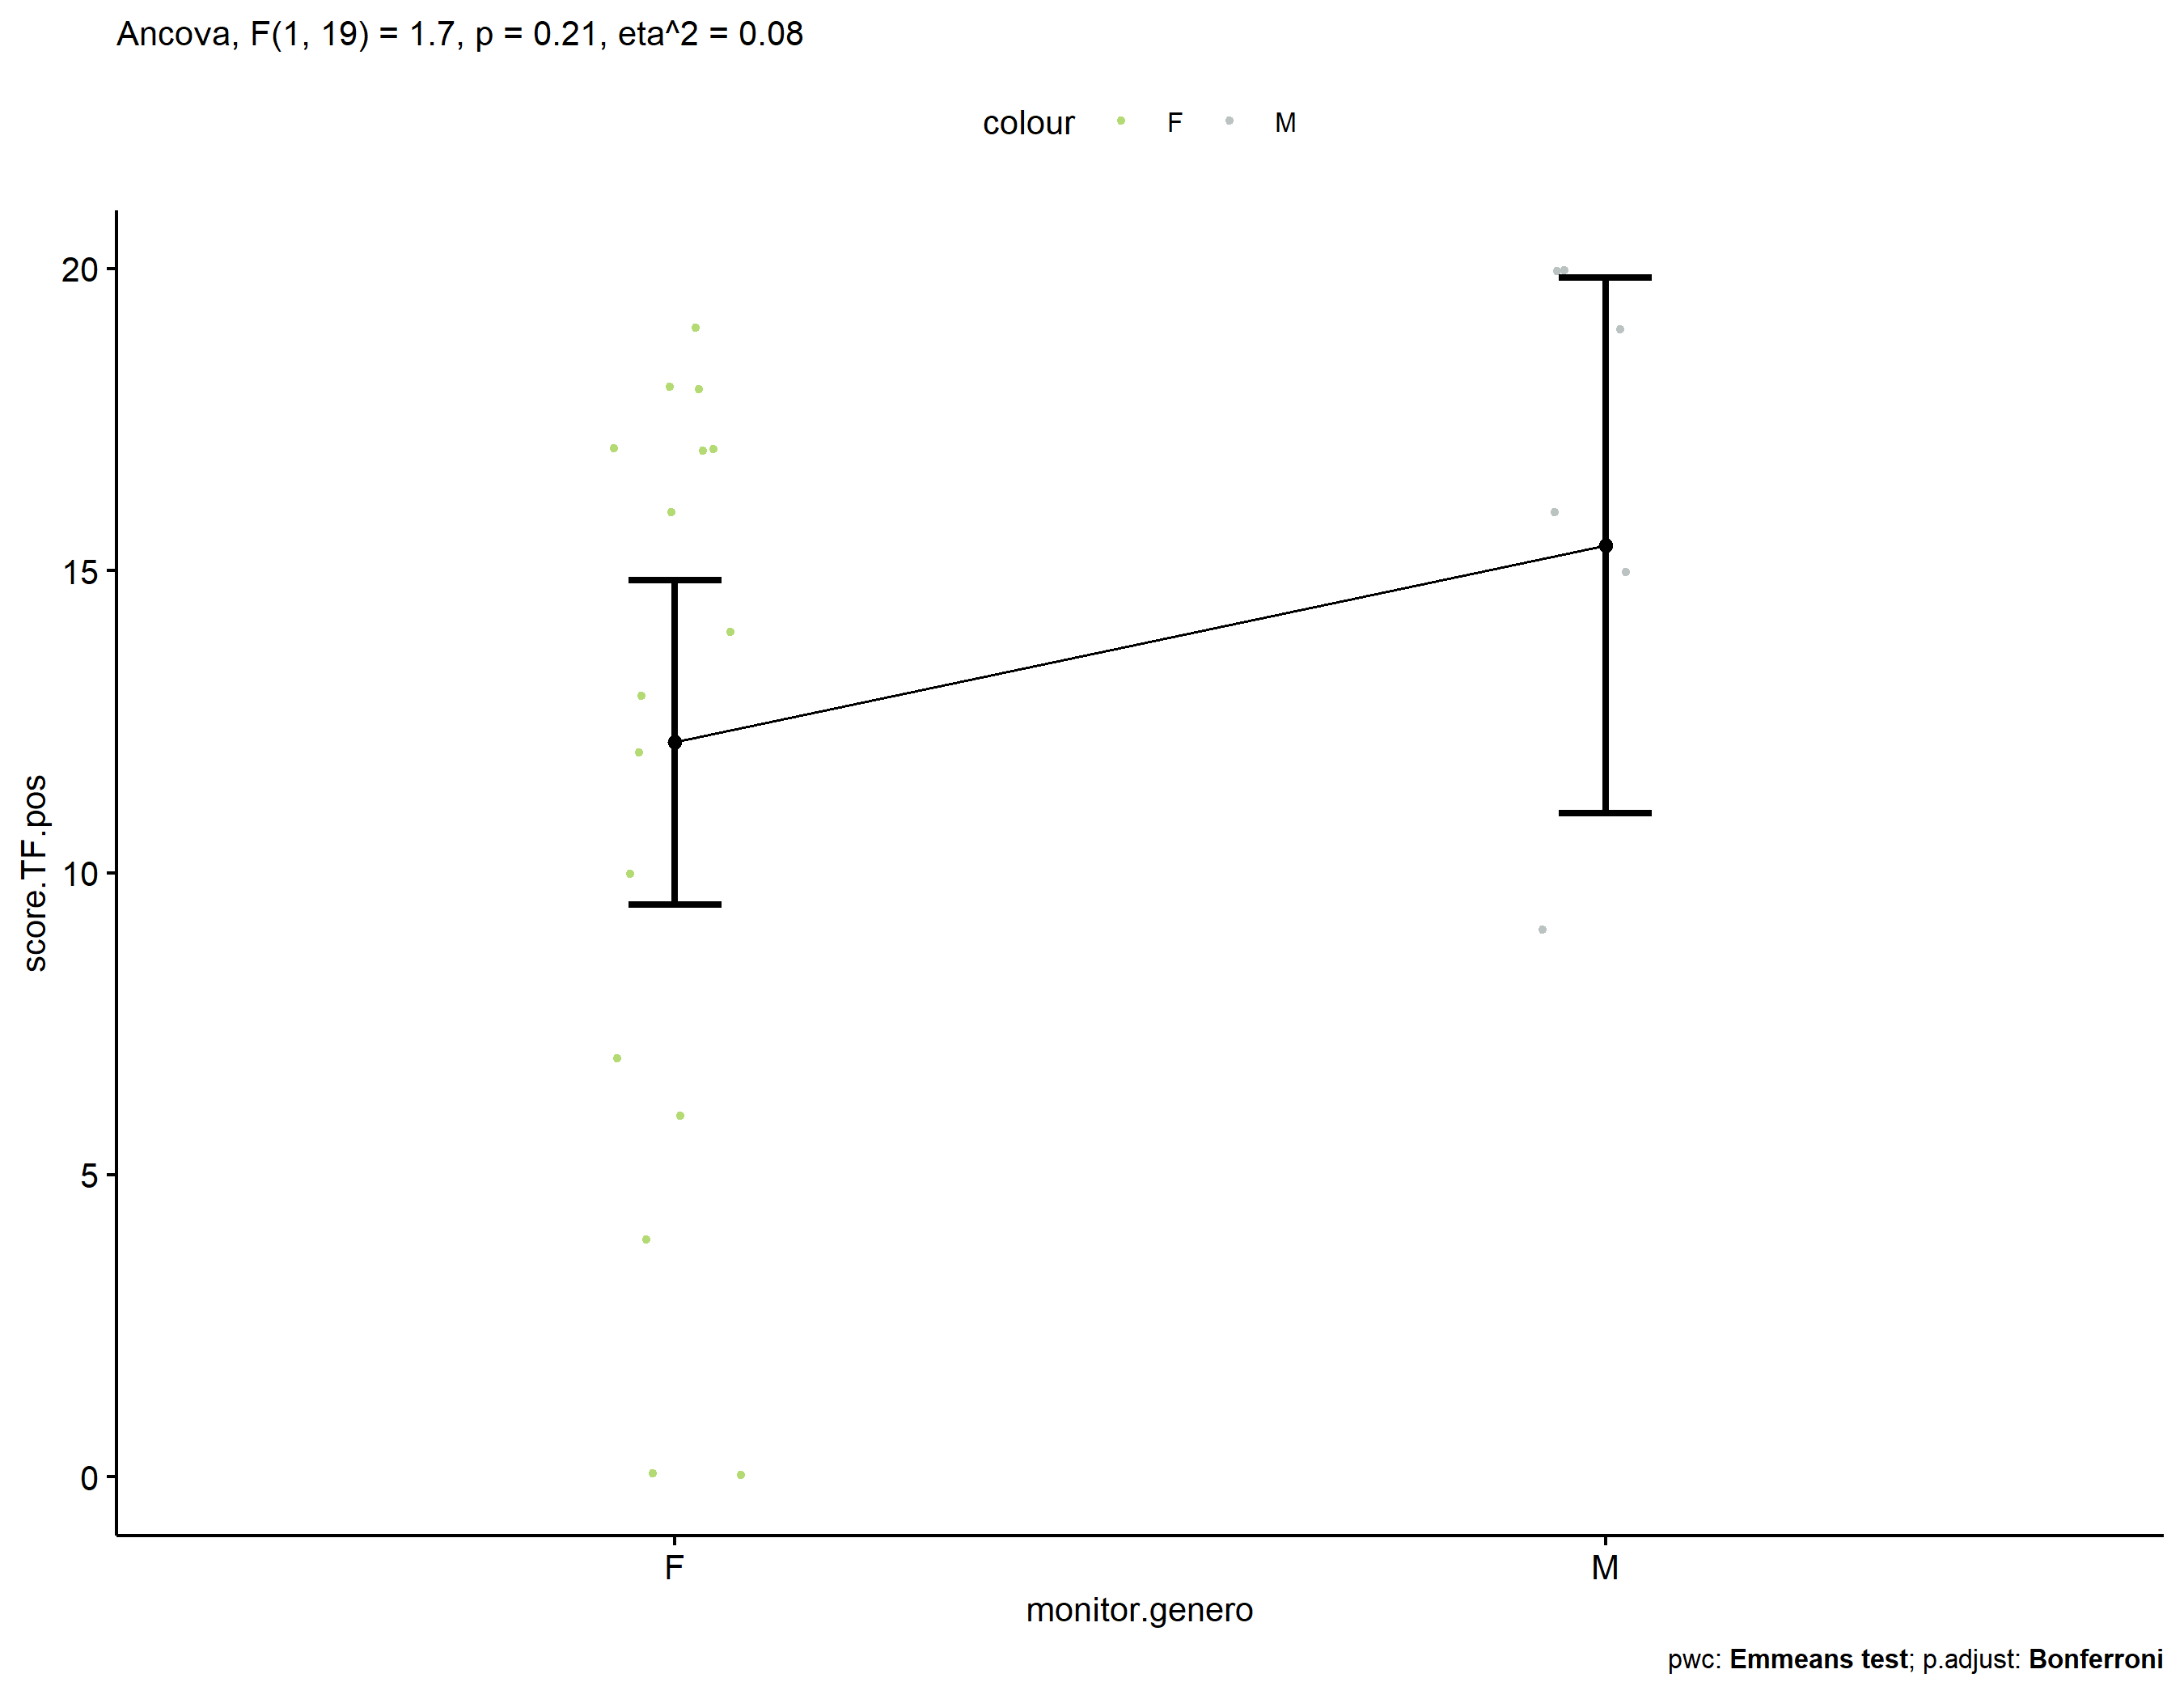 Ancova, F(1, 19) = 1.7, p = 0.21, eta^2 = 0.08
colour F M
20
15
10
5
0
score.TF.pos
F M
monitor.genero
pwc: Emmeans test; p.adjust: Bonferroni